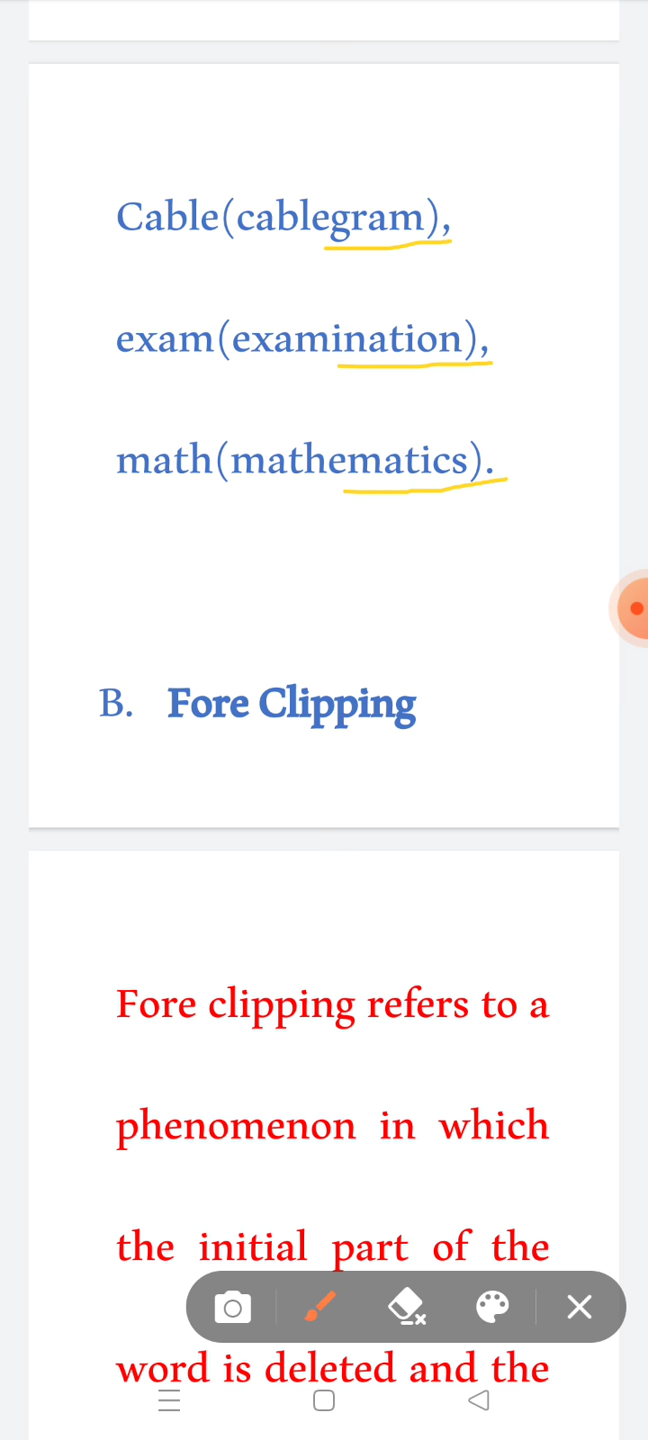 Cable(cablegram),
exam(examination),
math(mathematics).
B. Fore Clipping
Fore clipping refers to a
phenomenon in which
the initial part of the
word is deleted and the